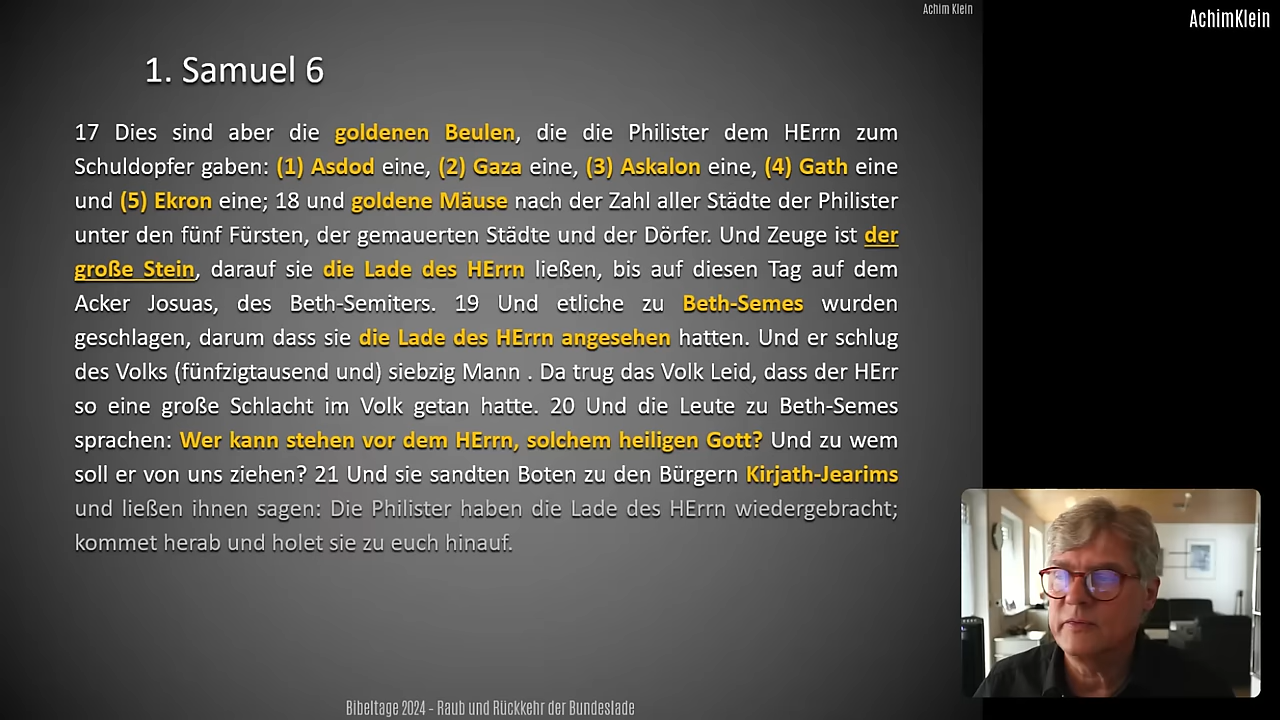 Achim Klein
AchimKlein
1. Samuel 6
17 Dies sind aber die goldenen Beulen, die die Philister dem HErrn zum
Schuldopfer gaben: (1) Asdod eine, (2) Gaza eine, (3) Askalon eine, (4) Gath eine
und (5) Ekron eine; 18 und goldene Mäuse nach der Zahl aller Städte der Philister
unter den fünf Fürsten, der gemauerten Städte und der Dörfer. Und Zeuge ist der
große Stein, darauf sie die Lade des HErrn ließen, bis auf diesen Tag auf dem
Acker Josuas, des Beth-Semiters. 19 Und etliche zu Beth-Semes wurden
geschlagen, darum dass sie die Lade des HErrn angesehen hatten. Und er schlug
des Volks (fünfzigtausend und) siebzig Mann . Da trug das Volk Leid, dass der HErr
so eine große Schlacht im Volk getan hatte. 20 Und die Leute zu Beth-Semes
sprachen: Wer kann stehen vor dem HErrn, solchem heiligen Gott? Und zu wem
soll er von uns ziehen? 21 Und sie sandten Boten zu den Bürgern Kirjath-Jearims
und ließen ihnen sagen: Die Philister haben die Lade des HErrn wiedergebracht;
kommet herab und holet sie zu euch hinauf.
Bibeltage 2024 – Raub und Rückkehr der Bundeslade